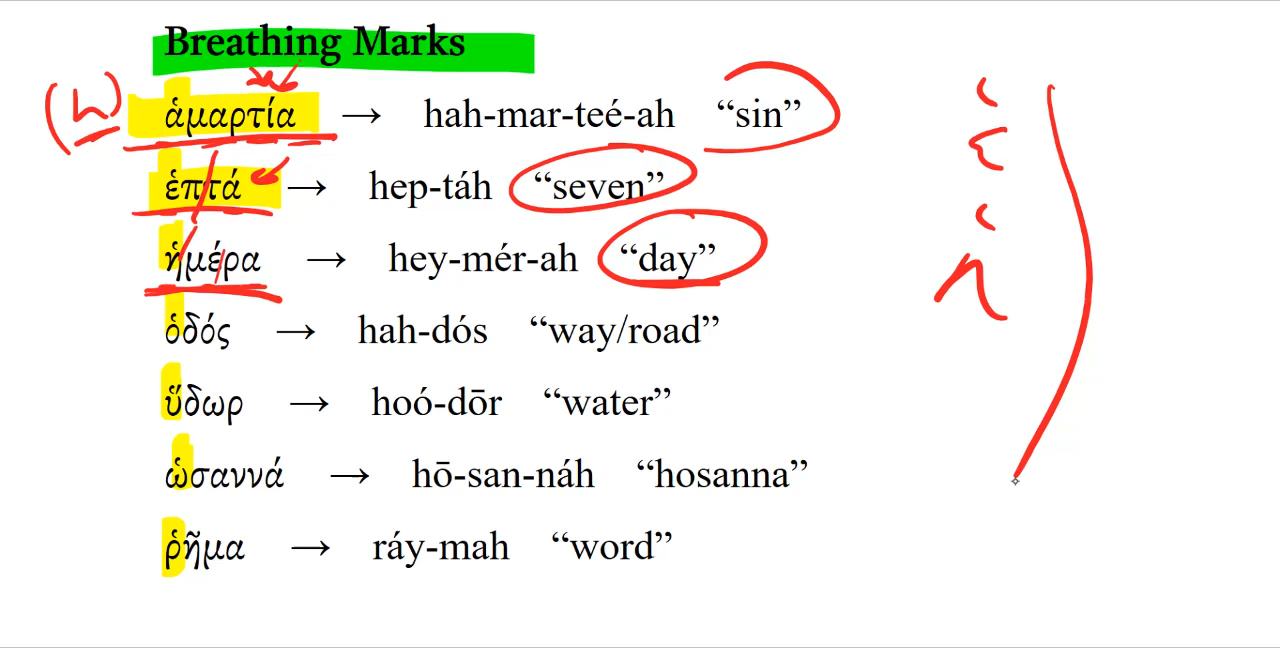 Breathing Marks
(h) ἁμαρτία → hah-mar-teé-ah “sin”
ἑπτά → hep-táh “seven”
ἡμέρα → hey-mér-ah “day”
ὁδός → hah-dós “way/road”
ὕδωρ → hoó-dōr “water”
ὡσαννά → hō-san-náh “hosanna”
ῥῆμα → ráy-mah “word”
ἑ
ἡ